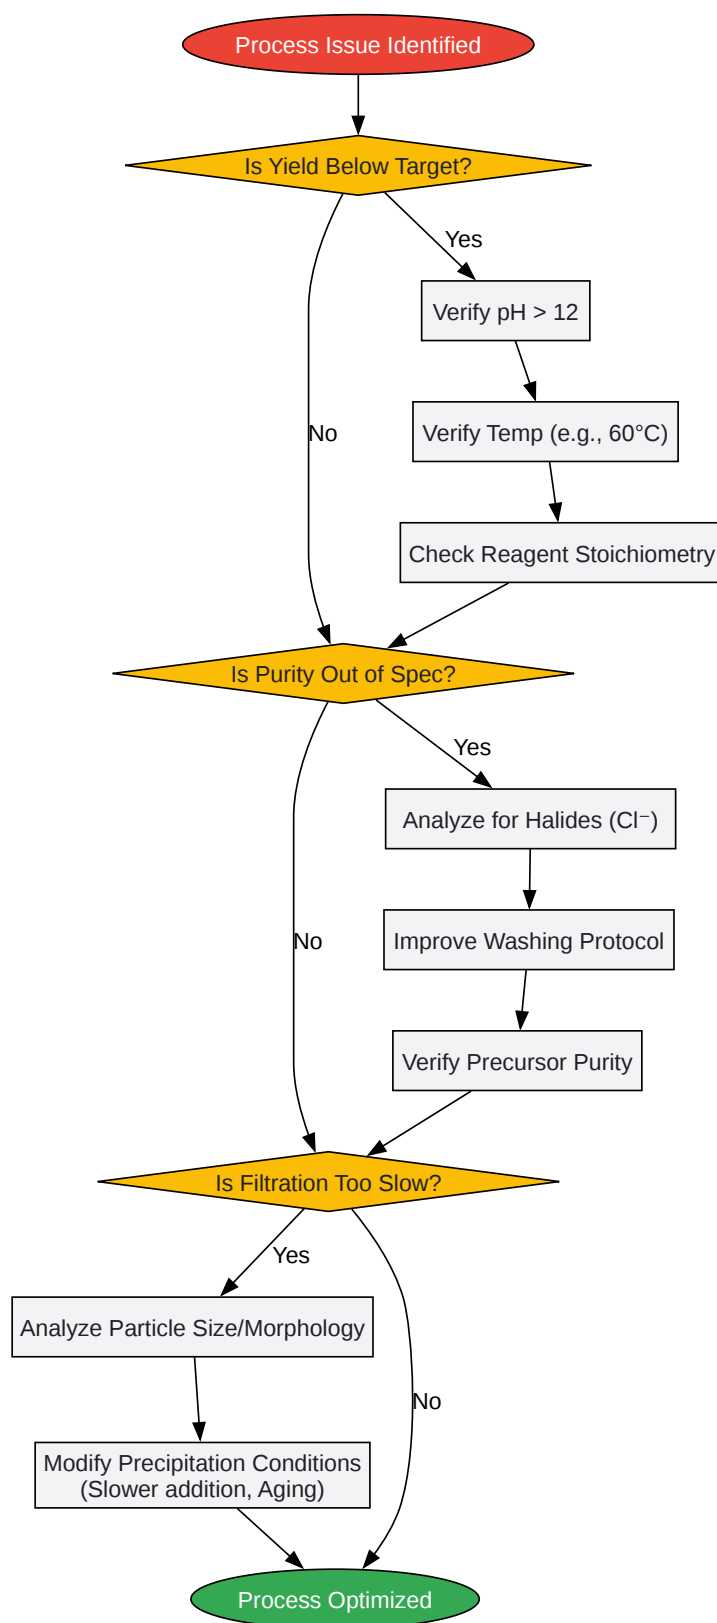 Process Issue Identified
Is Yield Below Target?
Yes
Verify pH > 12
Verify Temp (e.g., 60°C)
No
Check Reagent Stoichiometry
Is Purity Out of Spec?
Yes
Analyze for Halides (Cl⁻)
Improve Washing Protocol
No
Verify Precursor Purity
Is Filtration Too Slow?
Yes
Analyze Particle Size/Morphology
No
Modify Precipitation Conditions
(Slower addition, Aging)
Process Optimized